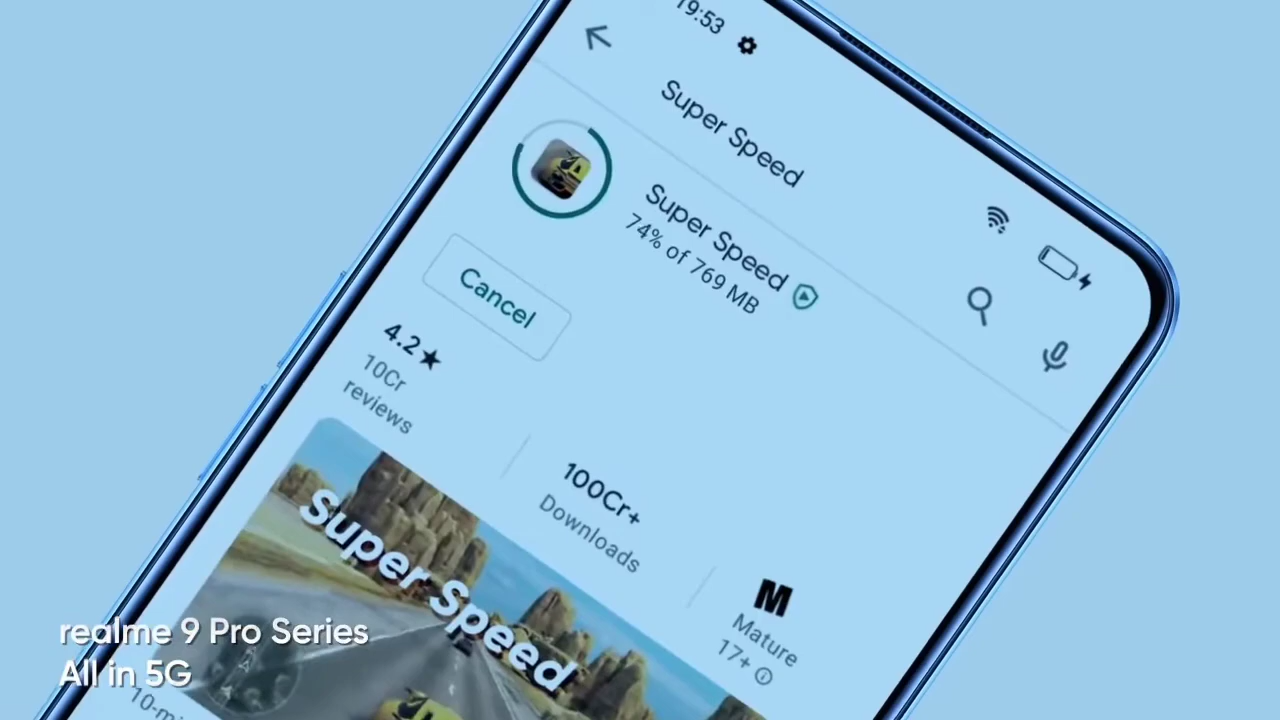 19:53
Super Speed
Super Speed
74% of 769 MB
Cancel
4.2★
10Cr
reviews
100Cr+
Downloads
M
Mature
17+
Super Speed
realme 9 Pro Series
All in 5G